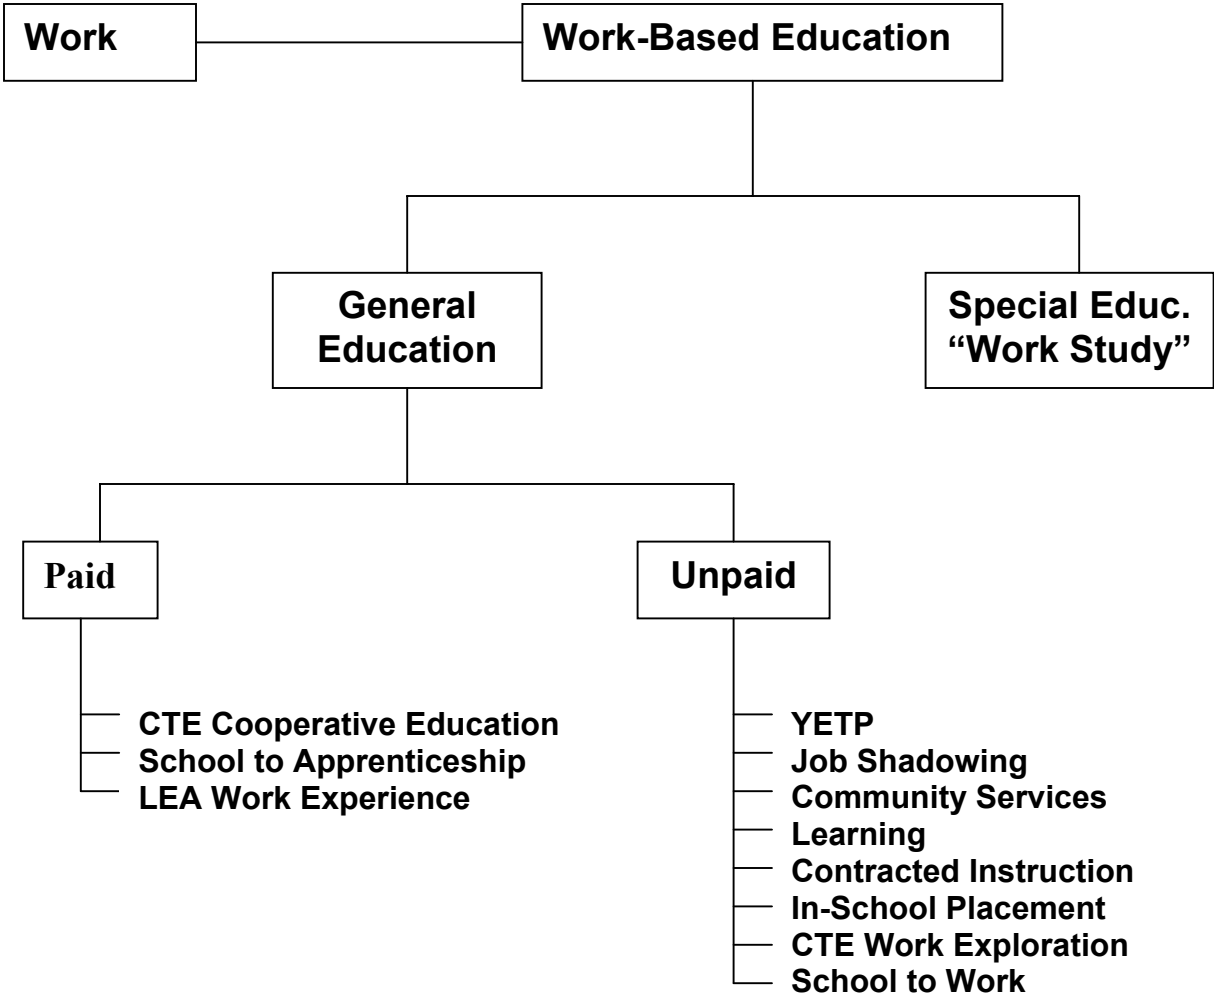 Work
Work-Based Education
General
Education
Special Educ.
“Work Study”
Paid
Unpaid
CTE Cooperative Education
School to Apprenticeship
LEA Work Experience
YETP
Job Shadowing
Community Services
Learning
Contracted Instruction
In-School Placement
CTE Work Exploration
School to Work